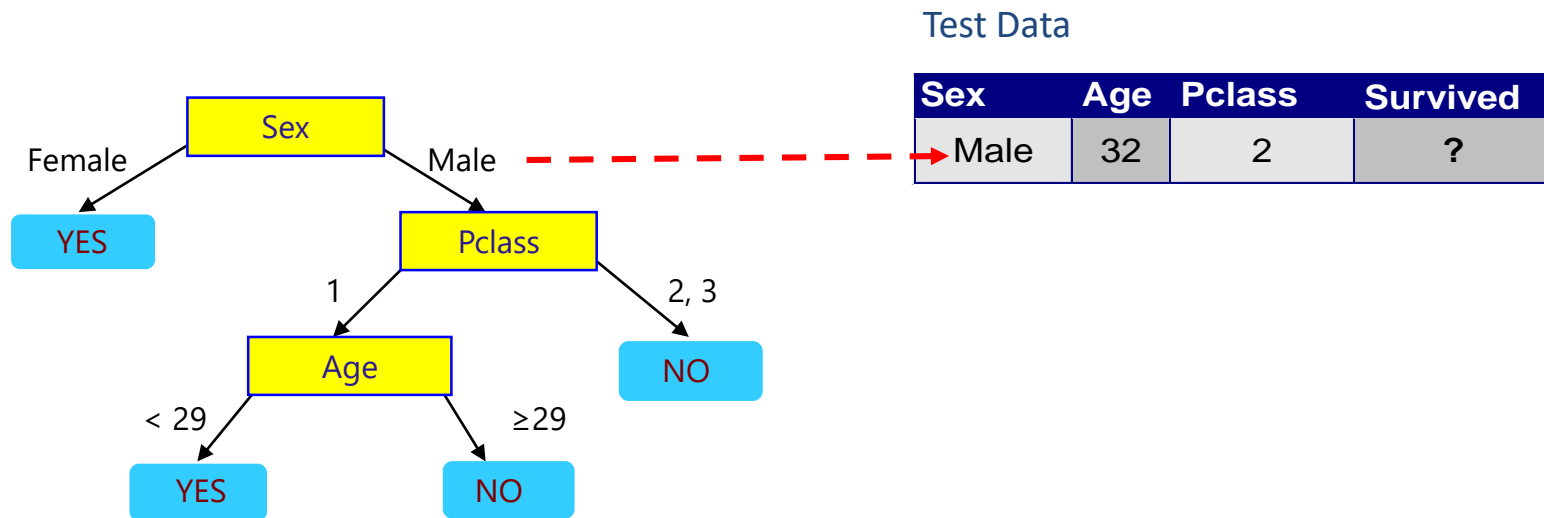 Test Data
Sex Age Pclass Survived
Male 32 2 ?
Sex
Female Male
YES
Pclass
1 2, 3
Age
NO
< 29 ≥29
YES NO